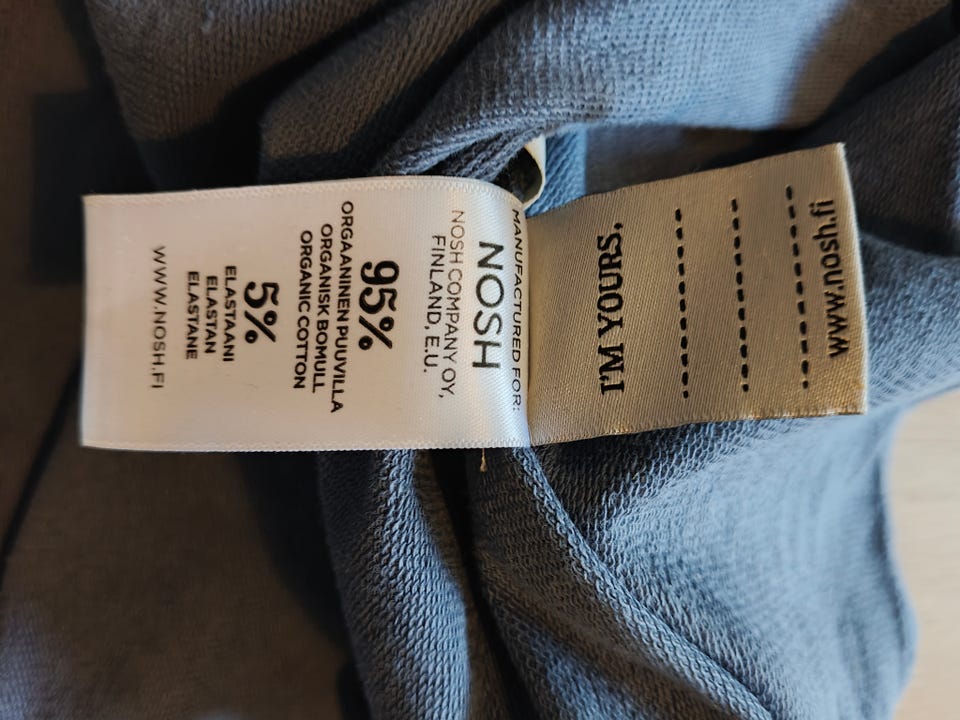 MANUFACTURED FOR:
NOSH
NOSH COMPANY OY,
FINLAND, E.U.
95%
ORGAANINEN PUUVILLA
ORGANISK BOMULL
ORGANIC COTTON
5%
ELASTAANI
ELASTAN
ELASTANE
WWW.NOSH.FI
I'M YOURS.
www.nosh.fi